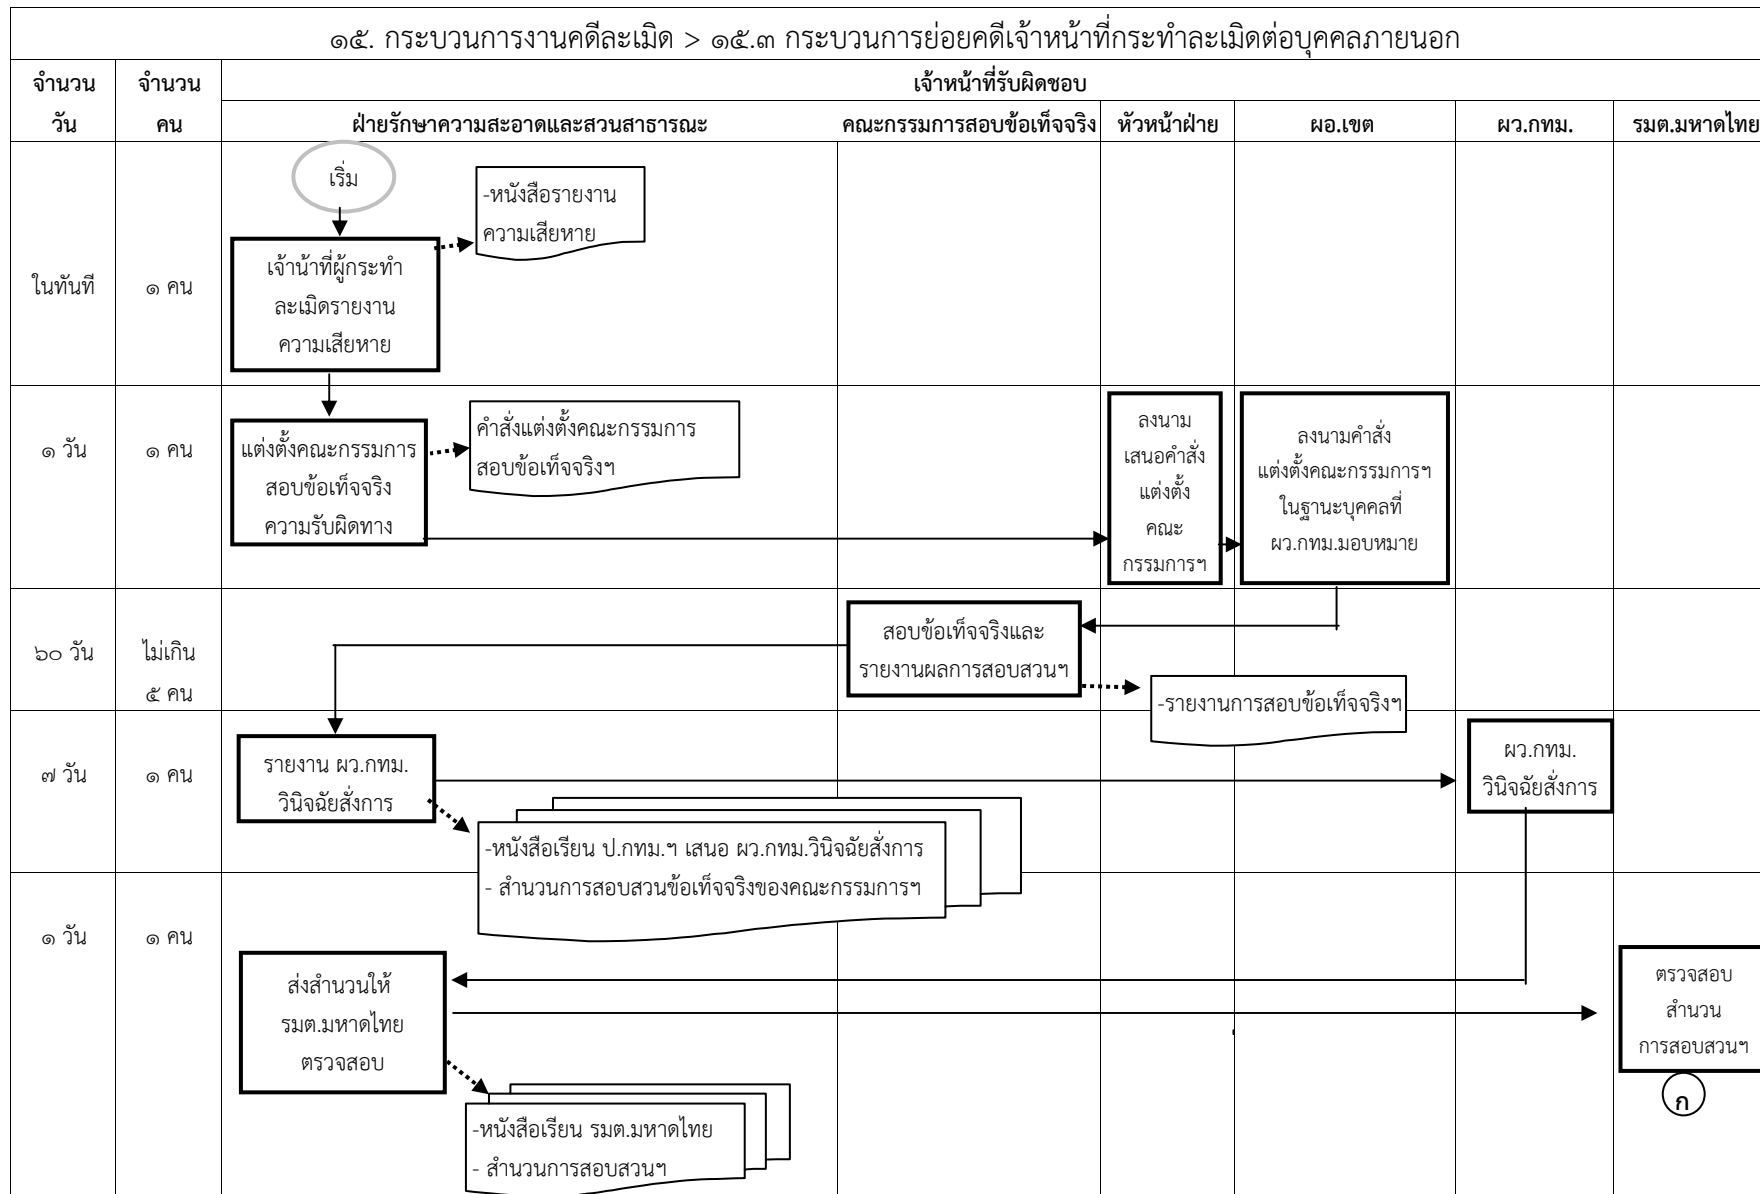 ๑๕. กระบวนการงานคดีละเมิด > ๑๕.๓ กระบวนการย่อยคดีเจ้าหน้าที่กระทำละเมิดต่อบุคคลภายนอก
จำนวน
วัน
จำนวน
คน
เจ้าหน้าที่รับผิดชอบ
ฝ่ายรักษาความสะอาดและสวนสาธารณะ
คณะกรรมการสอบข้อเท็จจริง
หัวหน้าฝ่าย
ผอ.เขต
ผว.กทม.
รมต.มหาดไทย
ในทันที
๑ คน
เริ่ม
-หนังสือรายงาน
ความเสียหาย
เจ้าน้าที่ผู้กระทำ
ละเมิดรายงาน
ความเสียหาย
๑ วัน
๑ คน
แต่งตั้งคณะกรรมการ
สอบข้อเท็จจริง
ความรับผิดทาง
คำสั่งแต่งตั้งคณะกรรมการ
สอบข้อเท็จจริงฯ
ลงนาม
เสนอคำสั่ง
แต่งตั้ง
คณะ
กรรมการฯ
ลงนามคำสั่ง
แต่งตั้งคณะกรรมการฯ
ในฐานะบุคคลที่
ผว.กทม.มอบหมาย
๖๐ วัน
ไม่เกิน
๕ คน
สอบข้อเท็จจริงและ
รายงานผลการสอบสวนฯ
-รายงานการสอบข้อเท็จจริงฯ
๗ วัน
๑ คน
รายงาน ผว.กทม.
วินิจฉัยสั่งการ
-หนังสือเรียน ป.กทม.ฯ เสนอ ผว.กทม.วินิจฉัยสั่งการ
- สำนวนการสอบสวนข้อเท็จจริงของคณะกรรมการฯ
ผว.กทม.
วินิจฉัยสั่งการ
๑ วัน
๑ คน
ส่งสำนวนให้
รมต.มหาดไทย
ตรวจสอบ
-หนังสือเรียน รมต.มหาดไทย
- สำนวนการสอบสวนฯ
ตรวจสอบ
สำนวน
การสอบสวนฯ
ก